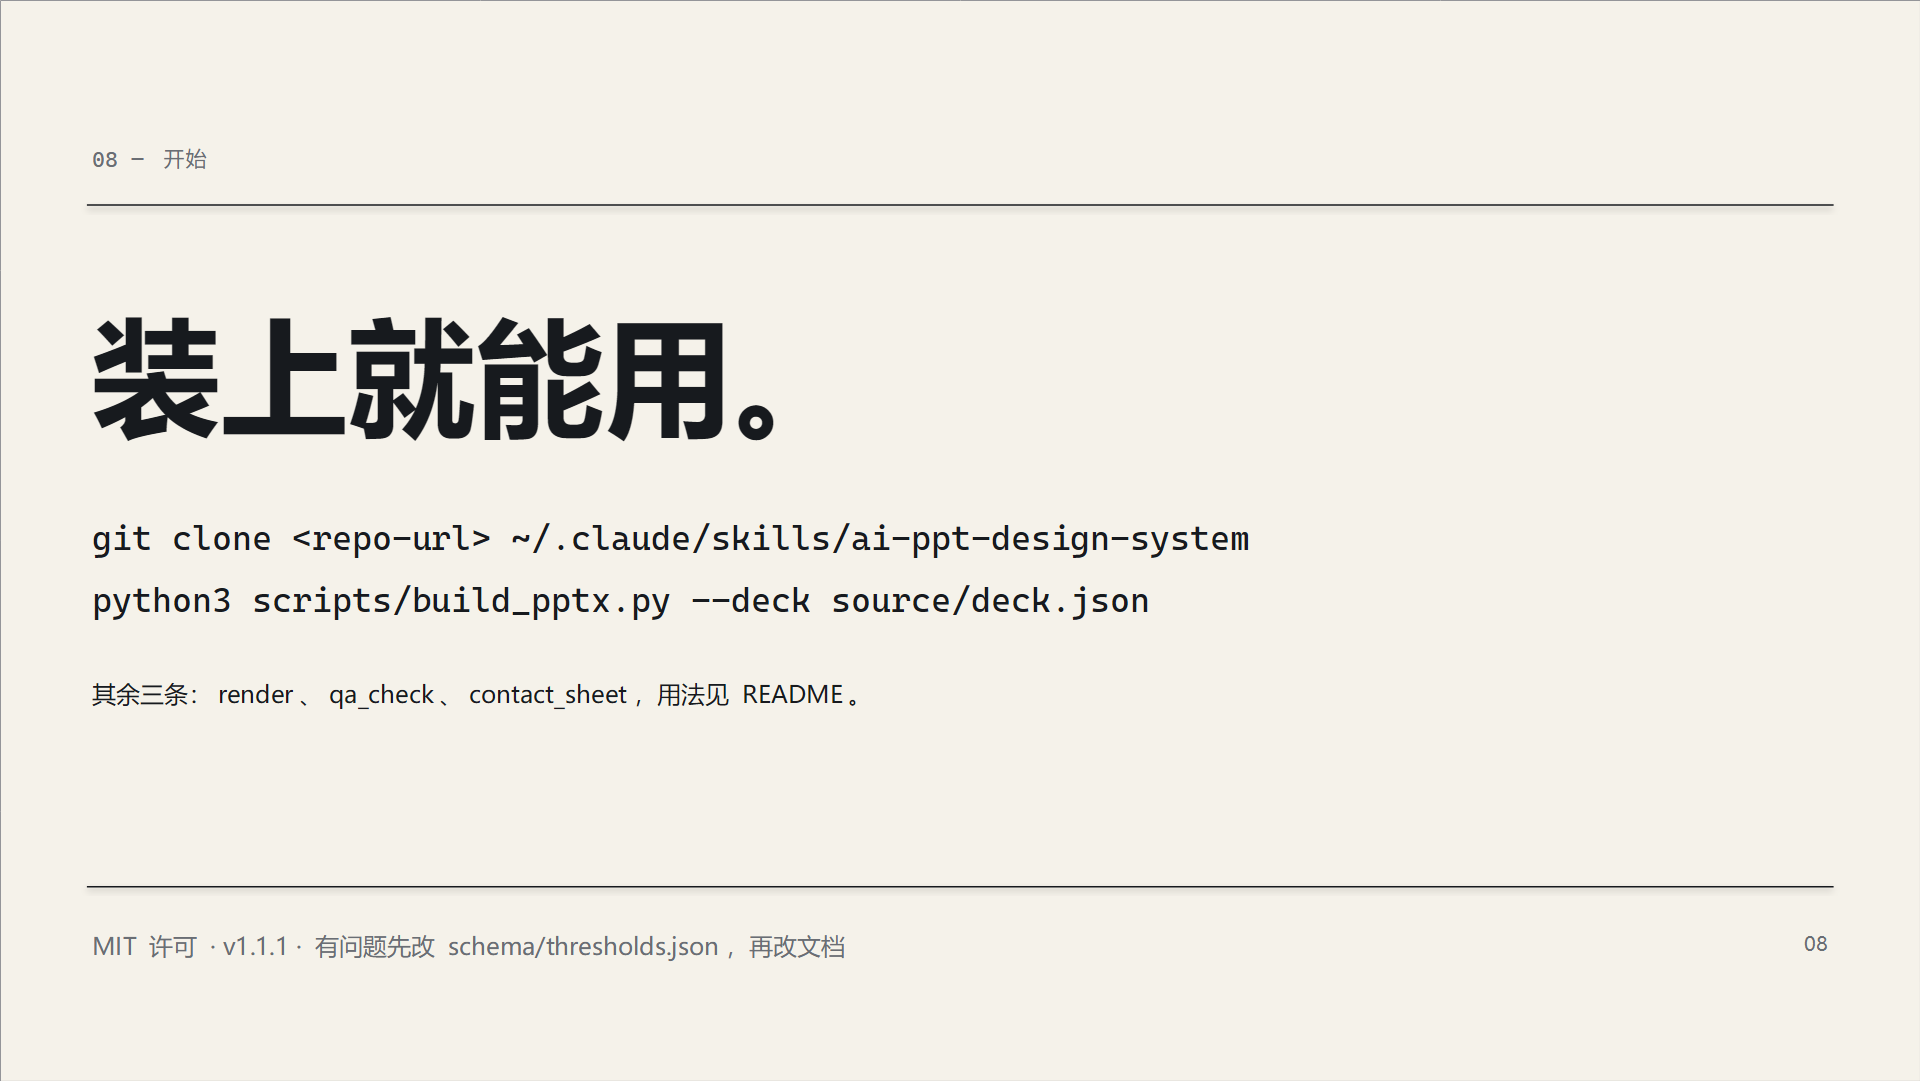 08 — 开始
装上就能用。
git clone <repo-url> ~/.claude/skills/ai-ppt-design-system
python3 scripts/build_pptx.py --deck source/deck.json
其余三条： render 、 qa_check 、 contact_sheet ，用法见 README 。
MIT 许可 · v1.1.1 · 有问题先改 schema/thresholds.json ，再改文档
08